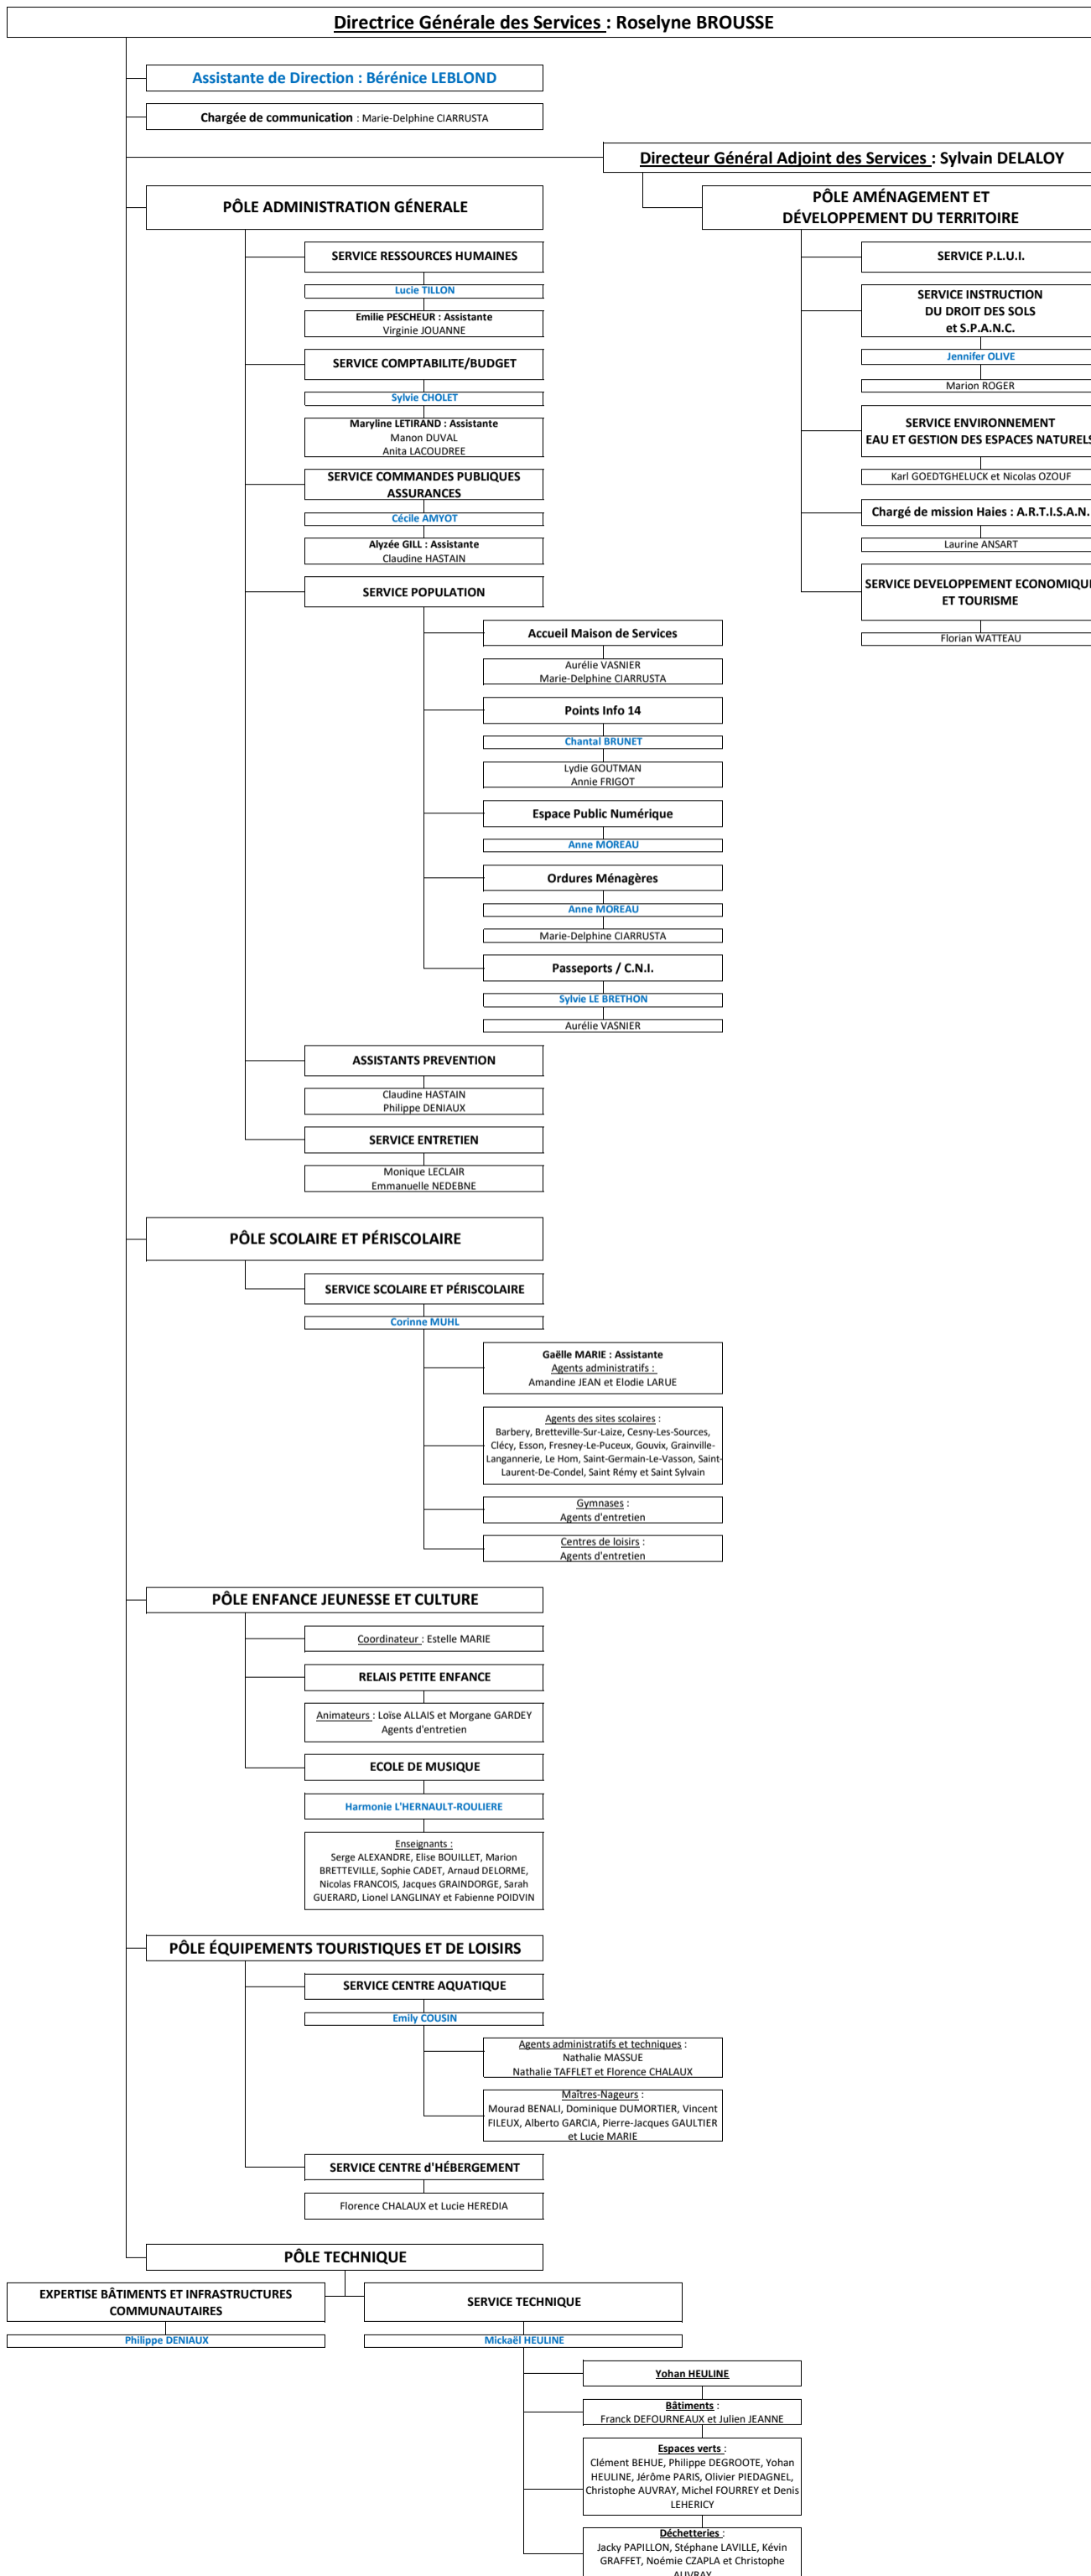 Directrice Générale des Services : Roselyne BROUSSE
Assistante de Direction : Bérénice LEBLOND
Chargée de communication : Marie-Delphine CIARRUSTA
Directeur Général Adjoint des Services : Sylvain DELALOY
PÔLE ADMINISTRATION GÉNERALE
SERVICE RESSOURCES HUMAINES
Lucie TILLON
Emilie PESCHEUR : Assistante
Virginie JOUANNE
SERVICE COMPTABILITE/BUDGET
Sylvie CHOLET
Maryline LETIRAND : Assistante
Manon DUVAL
Anita LACOUDREE
SERVICE COMMANDES PUBLIQUES
ASSURANCES
Cécile AMYOT
Alyzée GILL : Assistante
Claudine HASTAIN
SERVICE POPULATION
Accueil Maison de Services
Aurélie VASNIER
Marie-Delphine CIARRUSTA
Points Info 14
Chantal BRUNET
Lydie GOUTMAN
Annie FRIGOT
Espace Public Numérique
Anne MOREAU
Ordures Ménagères
Anne MOREAU
Marie-Delphine CIARRUSTA
Passeports / C.N.I.
Sylvie LE BRETHON
Aurélie VASNIER
ASSISTANTS PREVENTION
Claudine HASTAIN
Philippe DENIAUX
SERVICE ENTRETIEN
Monique LECLAIR
Emmanuelle NEDEBNE
PÔLE AMÉNAGEMENT ET
DÉVELOPPEMENT DU TERRITOIRE
SERVICE P.L.U.I.
SERVICE INSTRUCTION
DU DROIT DES SOLS
et S.P.A.N.C.
Jennifer OLIVE
Marion ROGER
SERVICE ENVIRONNEMENT
EAU ET GESTION DES ESPACES NATURELS
Karl GOEDTGHELUCK et Nicolas OZOUF
Chargé de mission Haies : A.R.T.I.S.A.N.
Laurine ANSART
SERVICE DEVELOPPEMENT ECONOMIQUE
ET TOURISME
Florian WATTEAU
PÔLE SCOLAIRE ET PÉRISCOLAIRE
SERVICE SCOLAIRE ET PÉRISCOLAIRE
Corinne MUHL
Gaëlle MARIE : Assistante
Agents administratifs :
Amandine JEAN et Elodie LARUE
Agents des sites scolaires :
Barbery, Bretteville-Sur-Laize, Cesny-Les-Sources,
Clécy, Esson, Fresney-Le-Puceux, Gouvix, Grainville-
Langannerie, Le Hom, Saint-Germain-Le-Vasson, Saint-
Laurent-De-Condel, Saint Rémy et Saint Sylvain
Gymnases :
Agents d'entretien
Centres de loisirs :
Agents d'entretien
PÔLE ENFANCE JEUNESSE ET CULTURE
Coordinateur : Estelle MARIE
RELAIS PETITE ENFANCE
Animateurs : Loïse ALLAIS et Morgane GARDEY
Agents d'entretien
ECOLE DE MUSIQUE
Harmonie L'HERNAULT-ROULIERE
Enseignants :
Serge ALEXANDRE, Elise BOUILLET, Marion
BRETTEVILLE, Sophie CADET, Arnaud DELORME,
Nicolas FRANCOIS, Jacques GRAINDORGE, Sarah
GUERARD, Lionel LANGLINAY et Fabienne POIDVIN
PÔLE ÉQUIPEMENTS TOURISTIQUES ET DE LOISIRS
SERVICE CENTRE AQUATIQUE
Emily COUSIN
Agents administratifs et techniques :
Nathalie MASSUE
Nathalie TAFFLET et Florence CHALAUX
Maîtres-Nageurs :
Mourad BENALI, Dominique DUMORTIER, Vincent
FILEUX, Alberto GARCIA, Pierre-Jacques GAULTIER
et Lucie MARIE
SERVICE CENTRE d'HÉBERGEMENT
Florence CHALAUX et Lucie HEREDIA
PÔLE TECHNIQUE
EXPERTISE BÂTIMENTS ET INFRASTRUCTURES
COMMUNAUTAIRES
Philippe DENIAUX
SERVICE TECHNIQUE
Mickaël HEULINE
Yohan HEULINE
Bâtiments :
Franck DEFOURNEAUX et Julien JEANNE
Espaces verts :
Clément BEHUE, Philippe DEGROOTE, Yohan
HEULINE, Jérôme PARIS, Olivier PIEDAGNEL,
Christophe AUVRAY, Michel FOURREY et Denis
LEHERICY
Déchetteries :
Jacky PAPILLON, Stéphane LAVILLE, Kévin
GRAFFET, Noémie CZAPLA et Christophe
AUVRAY